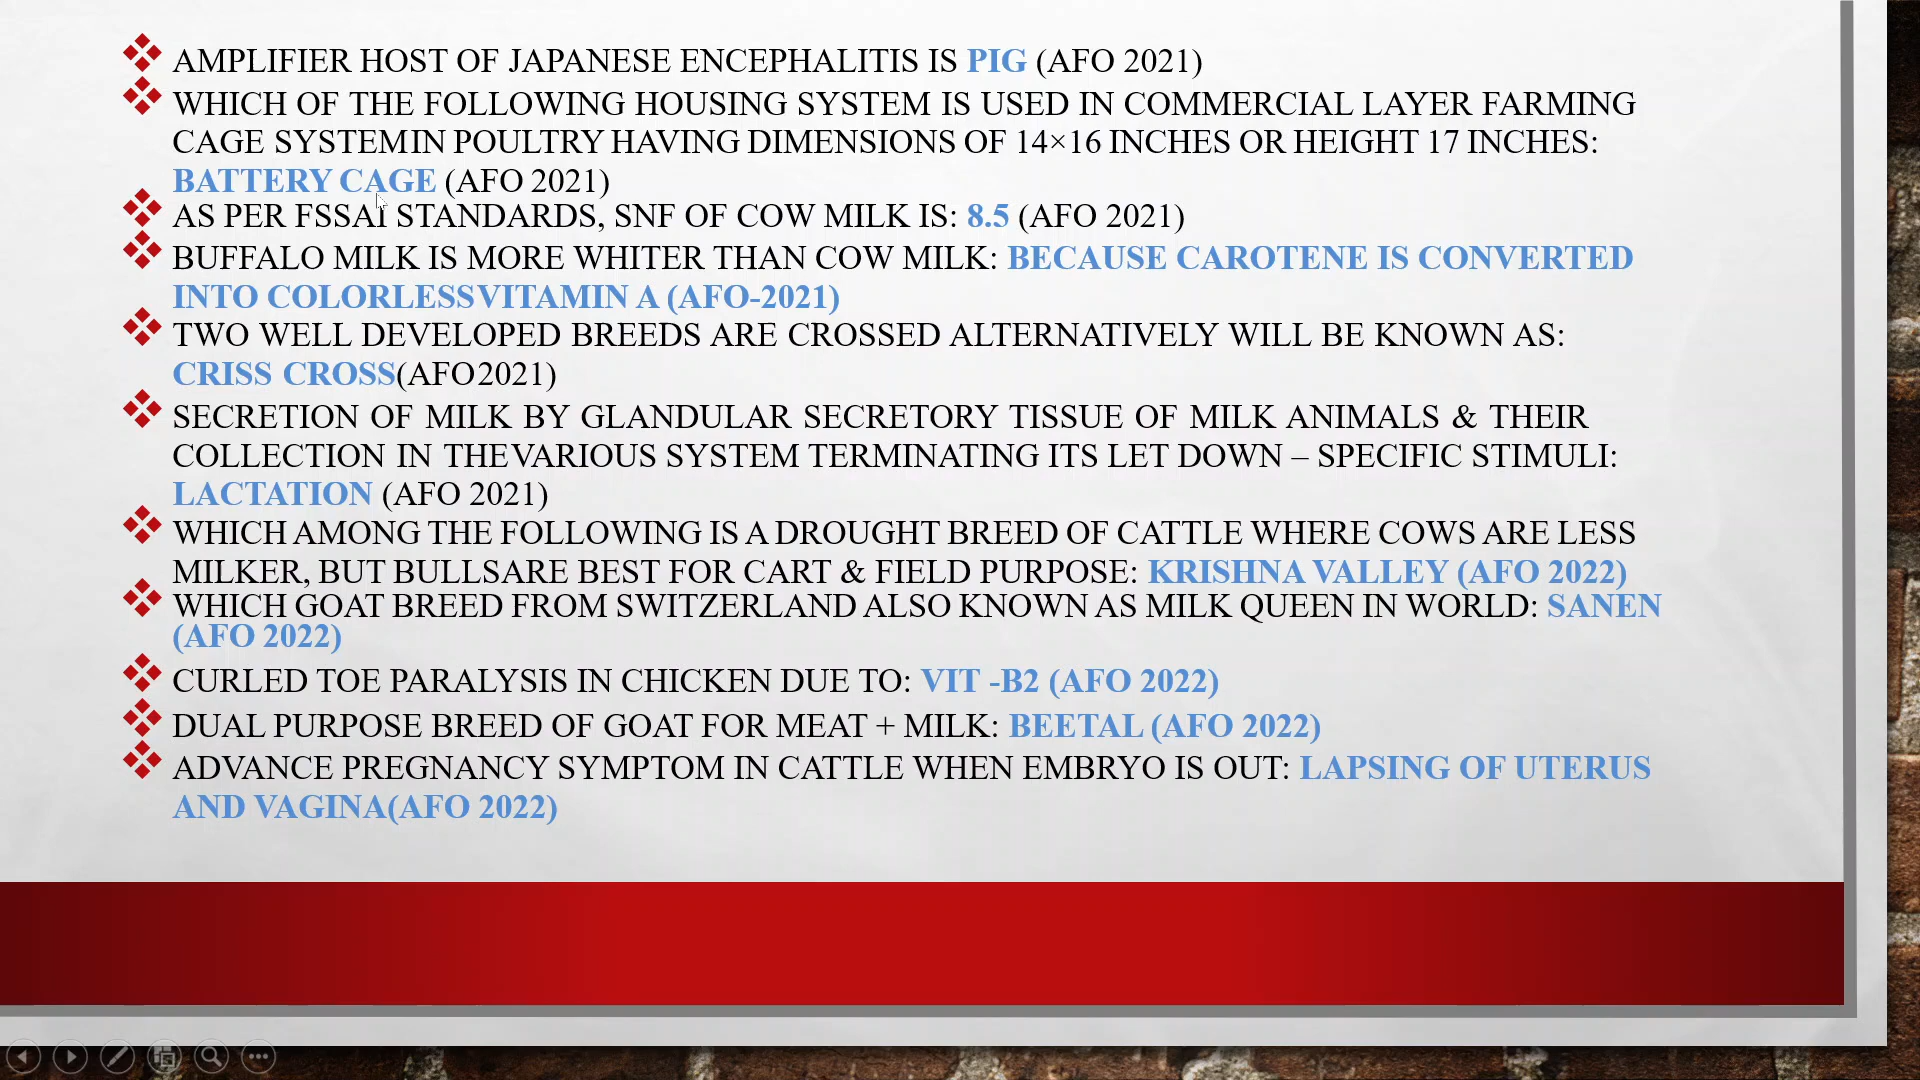 AMPLIFIER HOST OF JAPANESE ENCEPHALITIS IS PIG (AFO 2021)
WHICH OF THE FOLLOWING HOUSING SYSTEM IS USED IN COMMERCIAL LAYER FARMING
CAGE SYSTEMIN POULTRY HAVING DIMENSIONS OF 14×16 INCHES OR HEIGHT 17 INCHES:
BATTERY CAGE (AFO 2021)
AS PER FSSAI STANDARDS, SNF OF COW MILK IS: 8.5 (AFO 2021)
BUFFALO MILK IS MORE WHITER THAN COW MILK: BECAUSE CAROTENE IS CONVERTED
INTO COLORLESSVITAMIN A (AFO-2021)
TWO WELL DEVELOPED BREEDS ARE CROSSED ALTERNATIVELY WILL BE KNOWN AS:
CRISS CROSS(AFO2021)
SECRETION OF MILK BY GLANDULAR SECRETORY TISSUE OF MILK ANIMALS & THEIR
COLLECTION IN THEVARIOUS SYSTEM TERMINATING ITS LET DOWN – SPECIFIC STIMULI:
LACTATION (AFO 2021)
WHICH AMONG THE FOLLOWING IS A DROUGHT BREED OF CATTLE WHERE COWS ARE LESS
MILKER, BUT BULLSARE BEST FOR CART & FIELD PURPOSE: KRISHNA VALLEY (AFO 2022)
WHICH GOAT BREED FROM SWITZERLAND ALSO KNOWN AS MILK QUEEN IN WORLD: SANEN
(AFO 2022)
CURLED TOE PARALYSIS IN CHICKEN DUE TO: VIT -B2 (AFO 2022)
DUAL PURPOSE BREED OF GOAT FOR MEAT + MILK: BEETAL (AFO 2022)
ADVANCE PREGNANCY SYMPTOM IN CATTLE WHEN EMBRYO IS OUT: LAPSING OF UTERUS
AND VAGINA(AFO 2022)